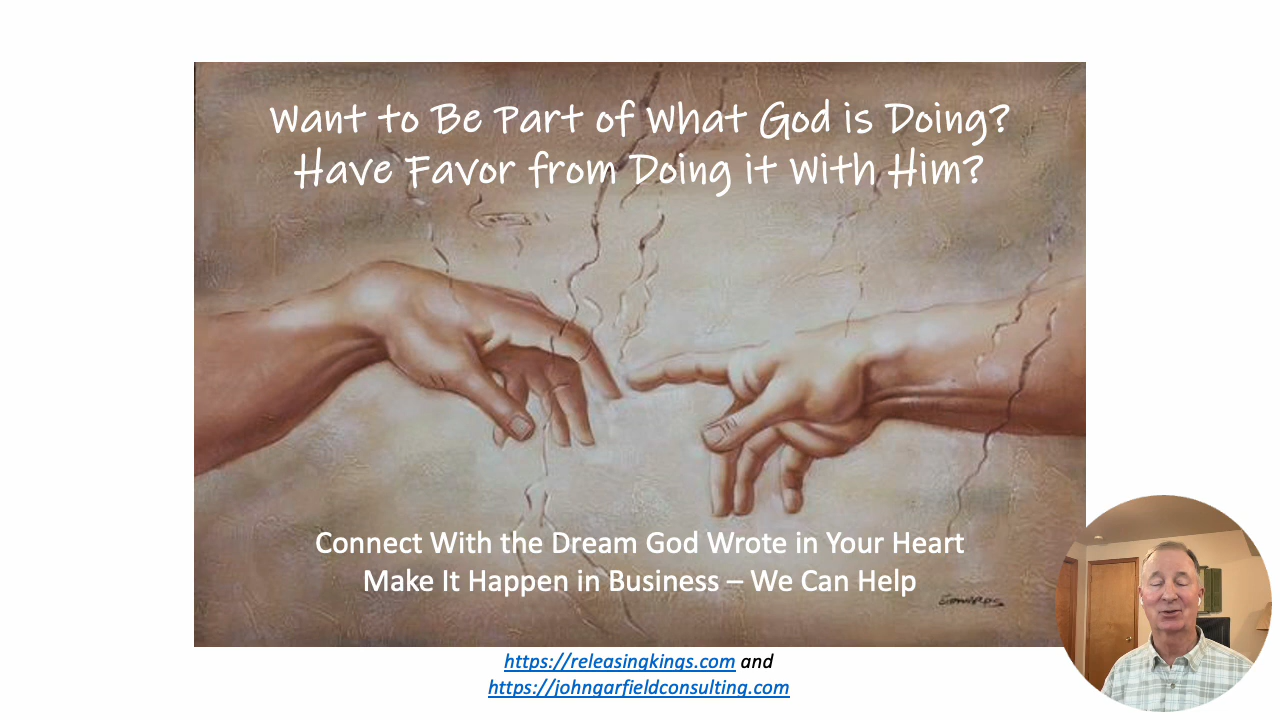 Want to Be Part of What God is Doing?
Have Favor from Doing it With Him?
Connect With the Dream God Wrote in Your Heart
Make It Happen in Business – We Can Help
Edwards
https://releasingkings.com and
https://johngarfieldconsulting.com